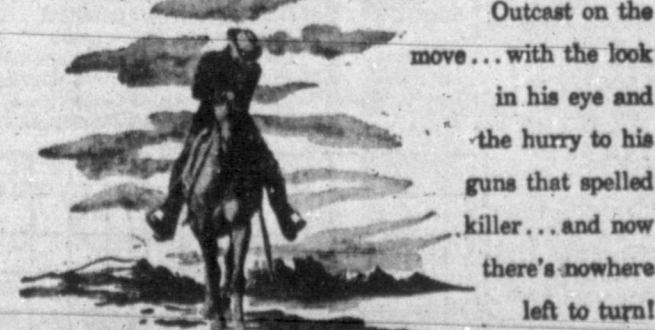 Outcast on the
move...with the look
in his eye and
the hurry to his
guns that spelled
killer...and now
there's nowhere
left to turn!